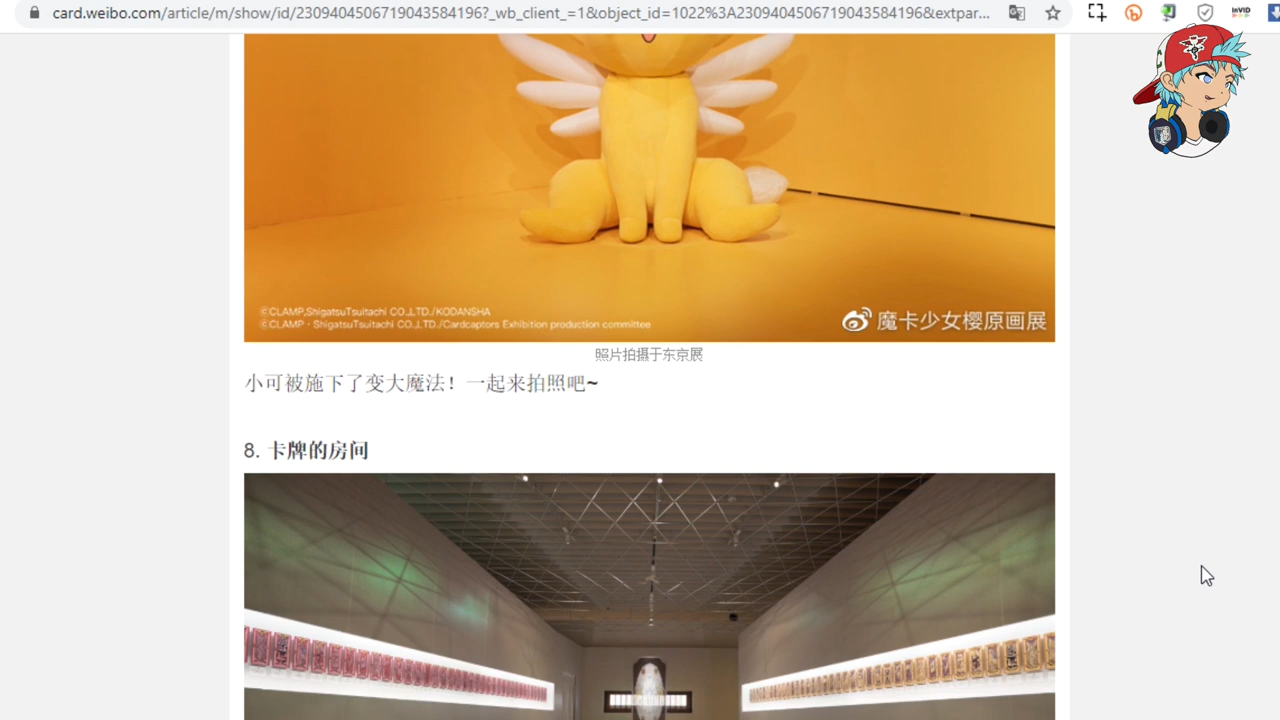 card.weibo.com/article/m/show/id/2309404506719043584196?_wb_client_=1&object_id=1022%3A2309404506719043584196&extpar...
InVID
©CLAMP,ShigatsuTsuitachi CO.,LTD./KODANSHA
©CLAMP・ShigatsuTsuitachi CO.,LTD./Cardcaptors Exhibition production committee
魔卡少女樱原画展
照片拍摄于东京展
小可被施下了变大魔法！一起来拍照吧~
8. 卡牌的房间